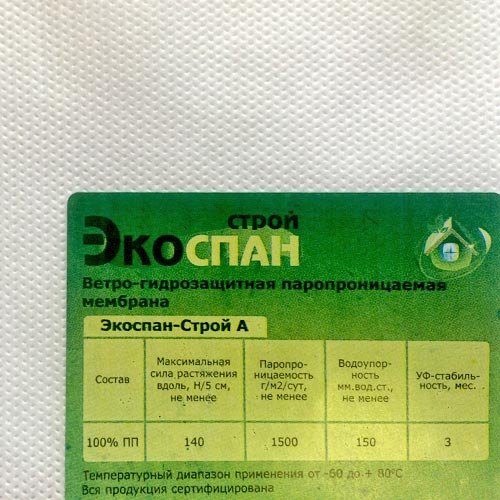 строй
Экоспан
Ветро-гидрозащитная паропроницаемая
мембрана
Экоспан-Строй А
Состав
Максимальная
сила растяжения
вдоль, Н/5 см,
не менее
Паропро-
ницаемость
г/м2/сут,
не менее
Водоупор-
ность
мм.вод.ст.,
не менее
УФ-стабиль-
ность, мес.
100% ПП 140 1500 150 3
Температурный диапазон применения от -60 до + 80°С
Вся продукция сертифицирована